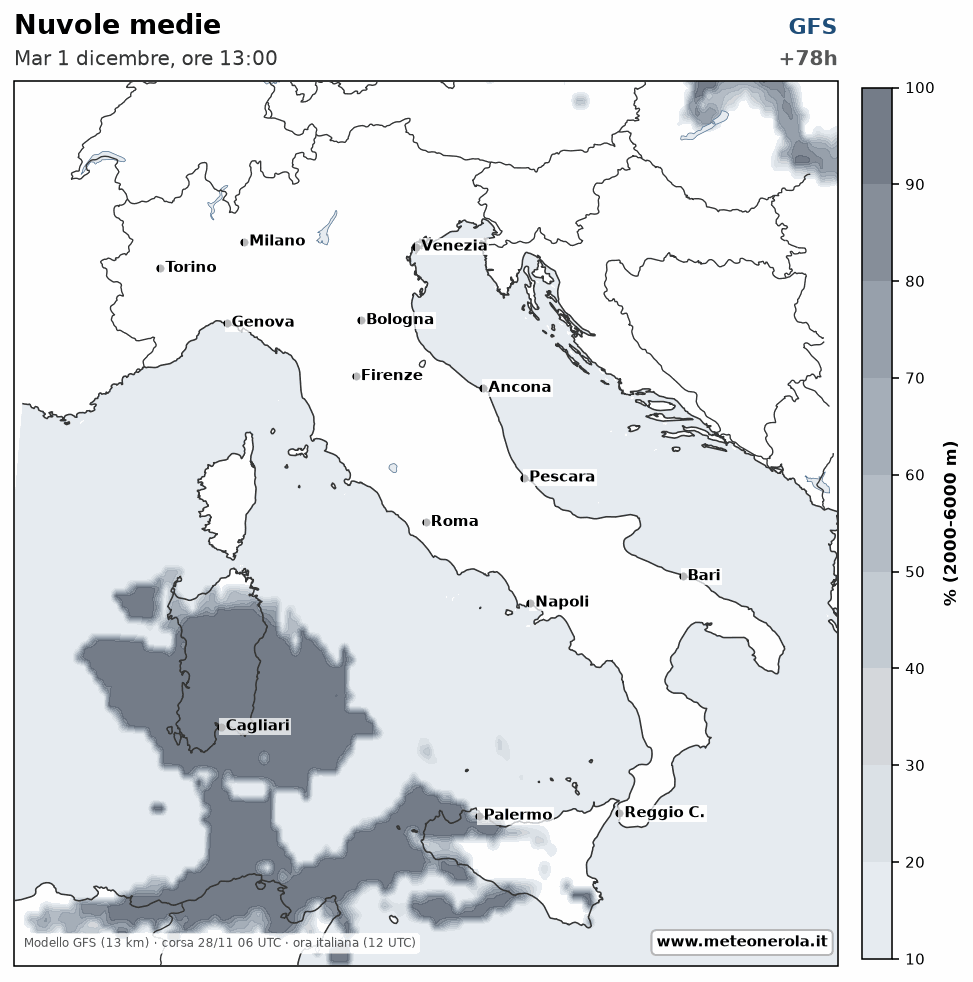 Nuvole medie
GFS
Mar 1 dicembre, ore 13:00
+78h
100
90
80
70
60
50
40
30
20
10
% (2000-6000 m)
Milano
Venezia
Torino
Genova
Bologna
Firenze
Ancona
Pescara
Roma
Bari
Napoli
Cagliari
Palermo
Reggio C.
Modello GFS (13 km) · corsa 28/11 06 UTC · ora italiana (12 UTC)
www.meteonerola.it